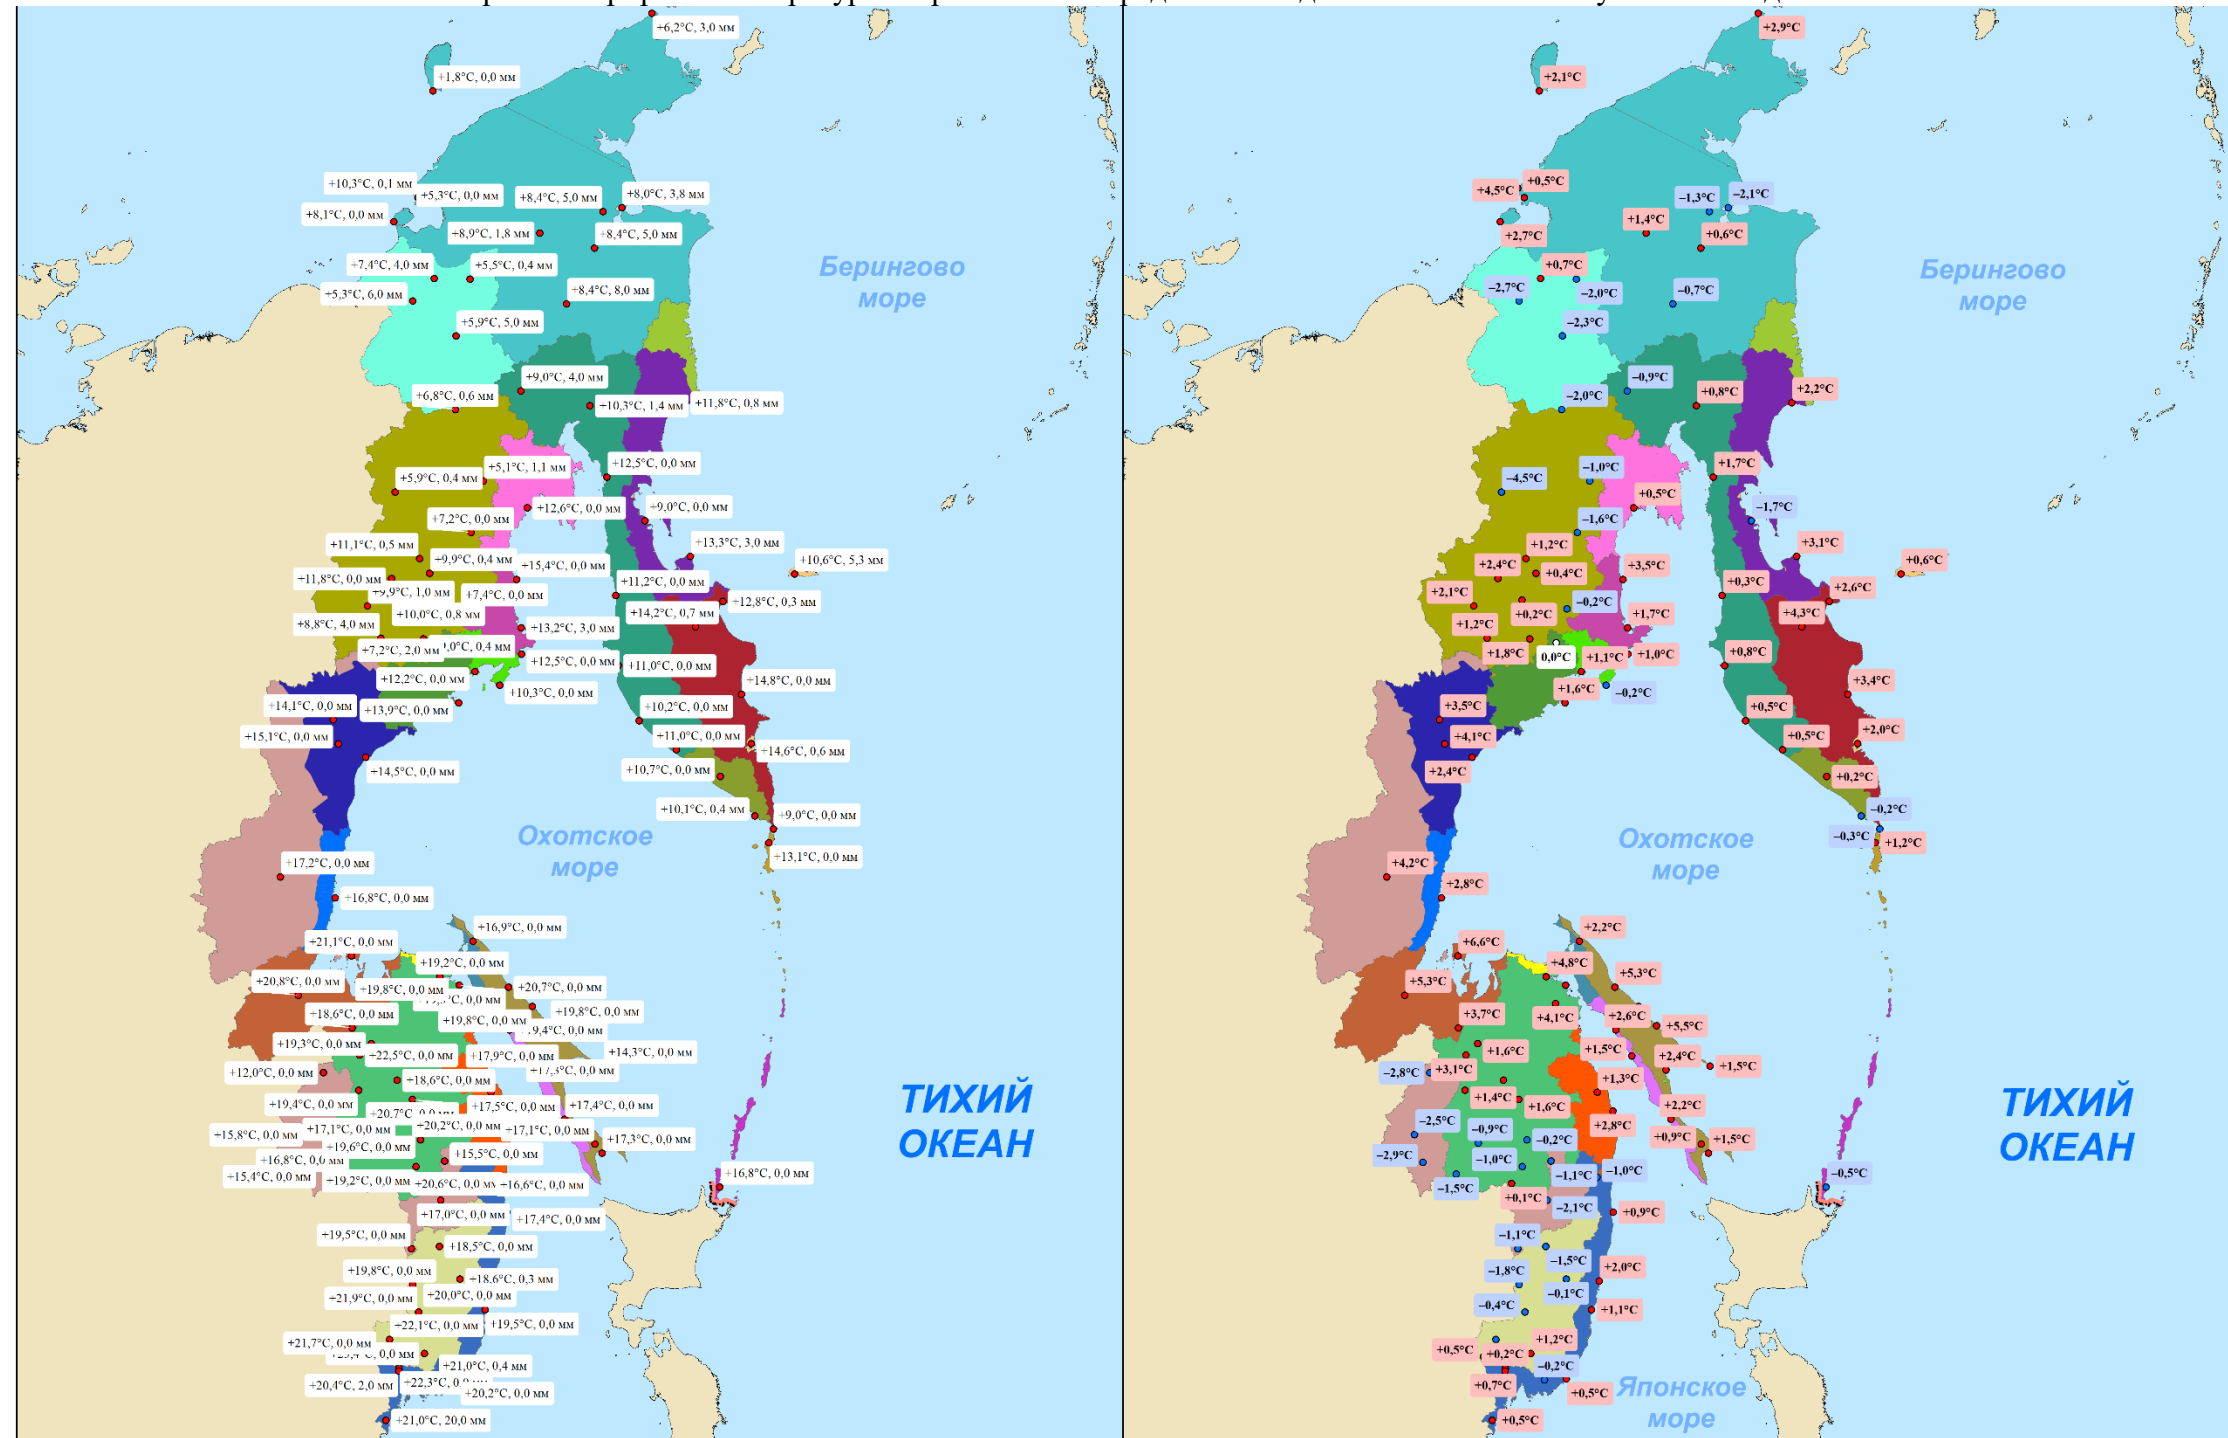 +6,2°C, 3,0 мм
+1,8°C, 0,0 мм
+10,3°C, 0,1 мм
+5,3°C, 0,0 мм
+8,4°C, 5,0 мм
+8,0°C, 3,8 мм
+8,1°C, 0,0 мм
+8,9°C, 1,8 мм
+8,4°C, 5,0 мм
+7,4°C, 4,0 мм
+5,5°C, 0,4 мм
+5,3°C, 6,0 мм
+8,4°C, 8,0 мм
+5,9°C, 5,0 мм
Берингово
море
+9,0°C, 4,0 мм
+6,8°C, 0,6 мм
+10,3°C, 1,4 мм
+11,8°C, 0,8 мм
+5,1°C, 1,1 мм
+12,5°C, 0,0 мм
+5,9°C, 0,4 мм
+12,6°C, 0,0 мм
+9,0°C, 0,0 мм
+7,2°C, 0,0 мм
+11,1°C, 0,5 мм
+13,3°C, 3,0 мм
+9,9°C, 0,4 мм
+15,4°C, 0,0 мм
+10,6°C, 5,3 мм
+11,8°C, 0,0 мм
+11,2°C, 0,0 мм
+9,9°C, 1,0 мм
+7,4°C, 0,0 мм
+12,8°C, 0,3 мм
+10,0°C, 0,8 мм
+14,2°C, 0,7 мм
+8,8°C, 4,0 мм
+13,2°C, 3,0 мм
+7,2°C, 2,0 мм
+12,5°C, 0,0 мм
+11,0°C, 0,0 мм
+12,2°C, 0,0 мм
+14,8°C, 0,0 мм
+10,3°C, 0,0 мм
+14,1°C, 0,0 мм
+13,9°C, 0,0 мм
+10,2°C, 0,0 мм
+15,1°C, 0,0 мм
+11,0°C, 0,0 мм
+14,6°C, 0,6 мм
+14,5°C, 0,0 мм
+10,7°C, 0,0 мм
+10,1°C, 0,4 мм
+9,0°C, 0,0 мм
Охотское
море
+13,1°C, 0,0 мм
+17,2°C, 0,0 мм
+16,8°C, 0,0 мм
+16,9°C, 0,0 мм
+21,1°C, 0,0 мм
+19,2°C, 0,0 мм
+20,8°C, 0,0 мм
+19,8°C, 0,0 мм
+20,7°C, 0,0 мм
+18,6°C, 0,0 мм
+19,8°C, 0,0 мм
+19,8°C, 0,0 мм
+19,3°C, 0,0 мм
+22,5°C, 0,0 мм
+17,9°C, 0,0 мм
+14,3°C, 0,0 мм
+12,0°C, 0,0 мм
+18,6°C, 0,0 мм
+19,4°C, 0,0 мм
+17,5°C, 0,0 мм
+17,4°C, 0,0 мм
+17,1°C, 0,0 мм
+20,2°C, 0,0 мм
+17,1°C, 0,0 мм
+15,8°C, 0,0 мм
+19,6°C, 0,0 мм
+17,3°C, 0,0 мм
+16,8°C, 0,0 мм
+15,5°C, 0,0 мм
+15,4°C, 0,0 мм
+19,2°C, 0,0 мм
+20,6°C, 0,0 мм
+16,6°C, 0,0 мм
+16,8°C, 0,0 мм
+17,0°C, 0,0 мм
+17,4°C, 0,0 мм
+19,5°C, 0,0 мм
+18,5°C, 0,0 мм
+19,8°C, 0,0 мм
+18,6°C, 0,3 мм
+21,9°C, 0,0 мм
+20,0°C, 0,0 мм
+22,1°C, 0,0 мм
+19,5°C, 0,0 мм
+21,7°C, 0,0 мм
+21,0°C, 0,4 мм
+20,4°C, 2,0 мм
+22,3°C,
+20,2°C, 0,0 мм
+21,0°C, 20,0 мм
ТИХИЙ
ОКЕАН
+2,9°C
+2,1°C
+4,5°C
+0,5°C
–1,3°C
–2,1°C
+2,7°C
+1,4°C
+0,6°C
+0,7°C
–2,7°C
–2,0°C
–0,7°C
–2,3°C
Берингово
море
–0,9°C
–2,0°C
+0,8°C
+2,2°C
–1,0°C
+1,7°C
–4,5°C
+0,5°C
–1,7°C
–1,6°C
+1,2°C
+3,1°C
+2,4°C
+0,4°C
+3,5°C
+0,6°C
+2,1°C
–0,2°C
+0,3°C
+2,6°C
+0,2°C
+1,7°C
+4,3°C
+1,2°C
+1,8°C
0,0°C
+1,1°C
+1,0°C
+0,8°C
+1,6°C
–0,2°C
+3,4°C
+3,5°C
+0,5°C
+4,1°C
+0,5°C
+2,0°C
+2,4°C
+0,2°C
–0,2°C
–0,3°C
+1,2°C
Охотское
море
+4,2°C
+2,8°C
+2,2°C
+6,6°C
+4,8°C
+5,3°C
+5,3°C
+3,7°C
+4,1°C
+2,6°C
+5,5°C
+1,6°C
+1,5°C
+2,4°C
+1,5°C
–2,8°C
+3,1°C
+1,3°C
+1,4°C
+1,6°C
+2,2°C
–2,5°C
–0,9°C
–0,2°C
+2,8°C
+0,9°C
+1,5°C
–2,9°C
–1,0°C
–1,1°C
–1,0°C
–0,5°C
–1,5°C
+0,1°C
–2,1°C
+0,9°C
–1,1°C
–1,5°C
–1,8°C
–0,1°C
+2,0°C
–0,4°C
+1,1°C
+0,5°C
+0,2°C
+1,2°C
–0,2°C
+0,7°C
+0,5°C
+0,5°C
ТИХИЙ
ОКЕАН
Японское
море